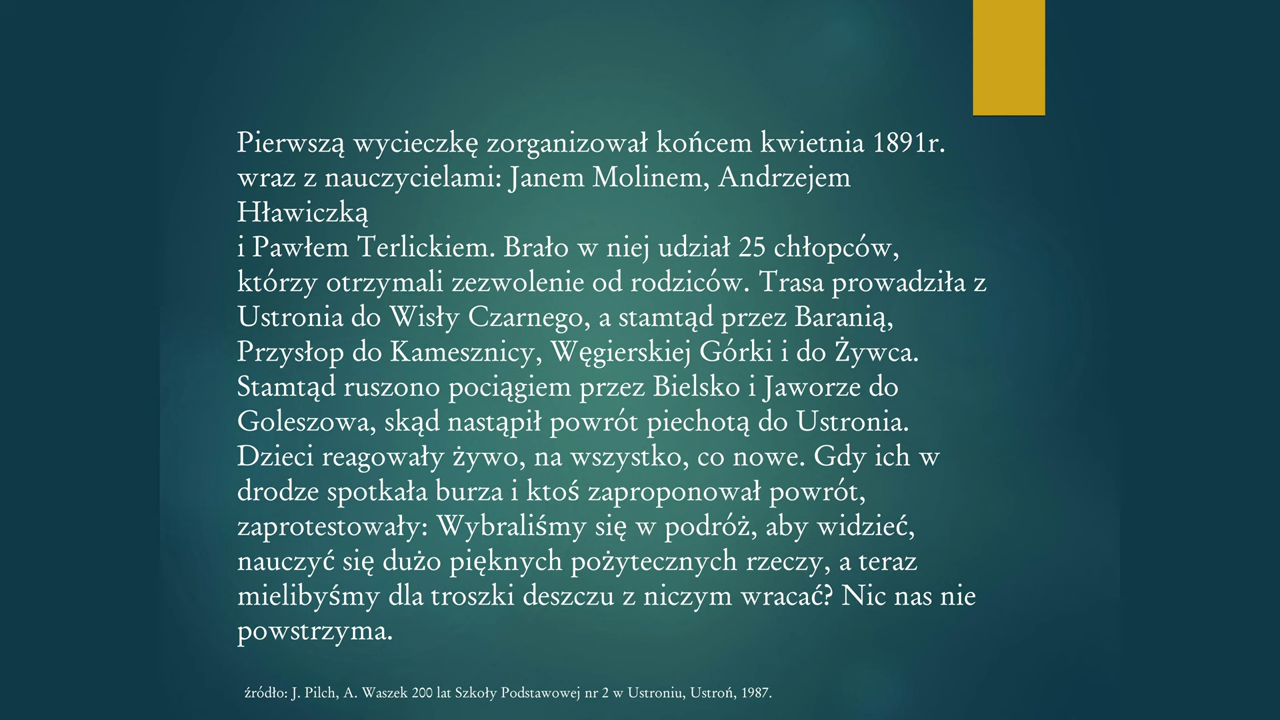 Pierwszą wycieczkę zorganizował końcem kwietnia 1891r.
wraz z nauczycielami: Janem Molinem, Andrzejem
Hławiczką
i Pawłem Terlickiem. Brało w niej udział 25 chłopców,
którzy otrzymali zezwolenie od rodziców. Trasa prowadziła z
Ustronia do Wisły Czarnego, a stamtąd przez Baranią,
Przysłop do Kamesznicy, Węgierskiej Górki i do Żywca.
Stamtąd ruszono pociągiem przez Bielsko i Jaworze do
Goleszowa, skąd nastąpił powrót piechotą do Ustronia.
Dzieci reagowały żywo, na wszystko, co nowe. Gdy ich w
drodze spotkała burza i ktoś zaproponował powrót,
zaprotestowały: Wybraliśmy się w podróż, aby widzieć,
nauczyć się dużo pięknych pożytecznych rzeczy, a teraz
mielibyśmy dla troszki deszczu z niczym wracać? Nic nas nie
powstrzyma.
źródło: J. Pilch, A. Waszek 200 lat Szkoły Podstawowej nr 2 w Ustroniu, Ustroń, 1987.